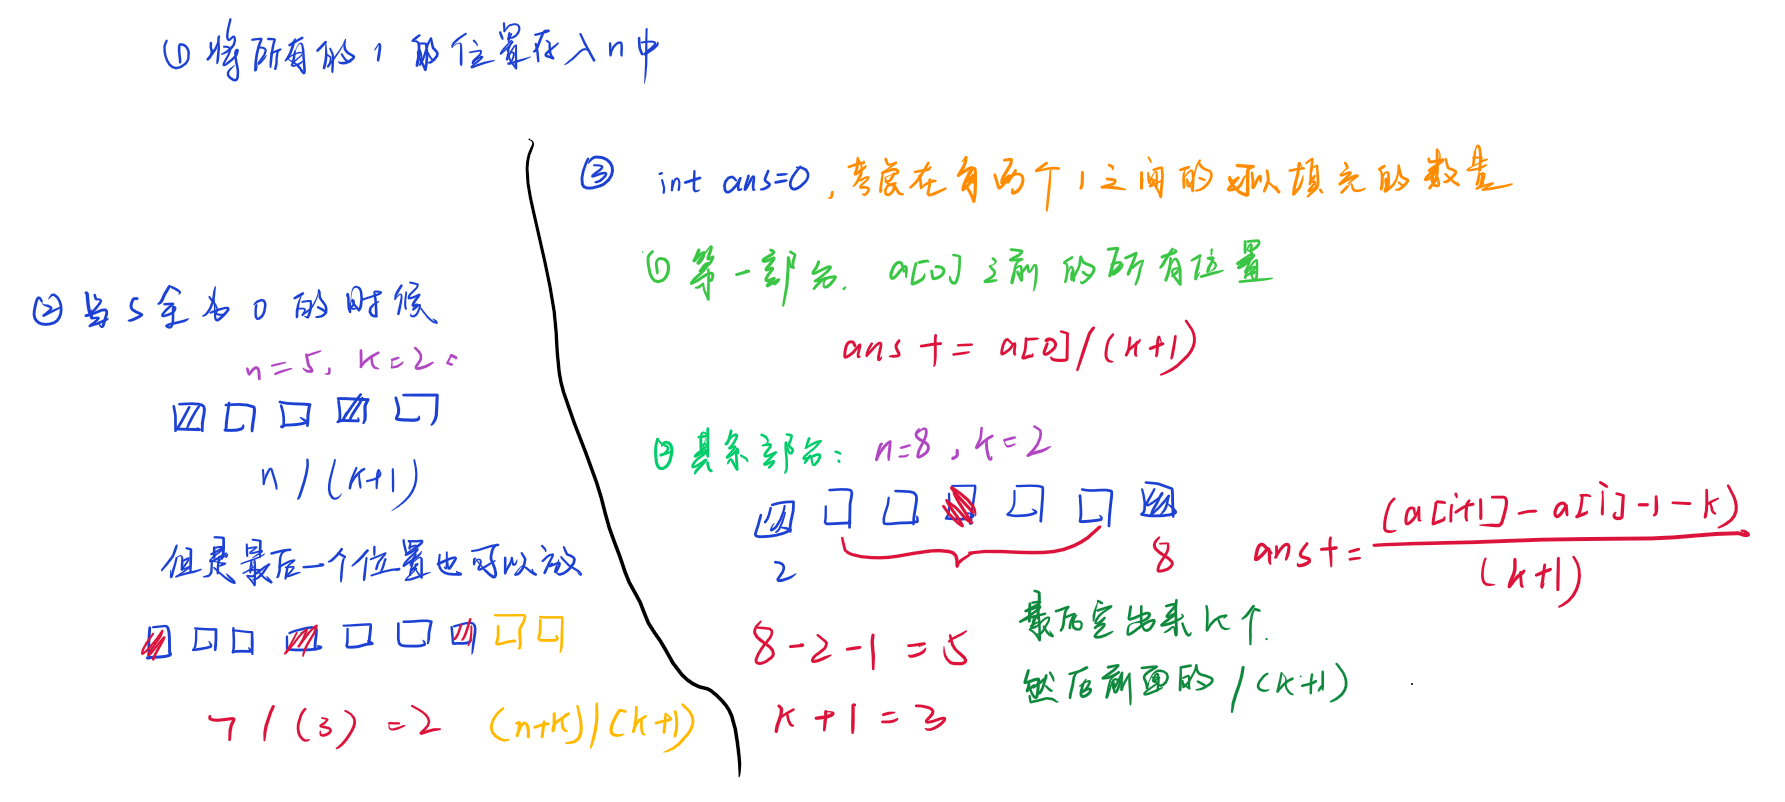 ① 将所有的 1 的位置存入 n 中
② 当 S 全为 0 的时候
n=5, k=2。
n/(k+1)
但是最后一个位置也可以放
7/(3)=2 (n+k)/(k+1)
③ int ans=0,考虑在每两个1之间的可以填充的数量
① 第一部分. a[0] 之前的所有位置
ans += a[0]/(k+1)
② 其余部分: n=8, k=2
2 8
8-2-1=5
k+1=3
ans+= (a[i+1]-a[i]-1-k)
(k+1)
最后空出来k个.
然后前面的/(k+1)